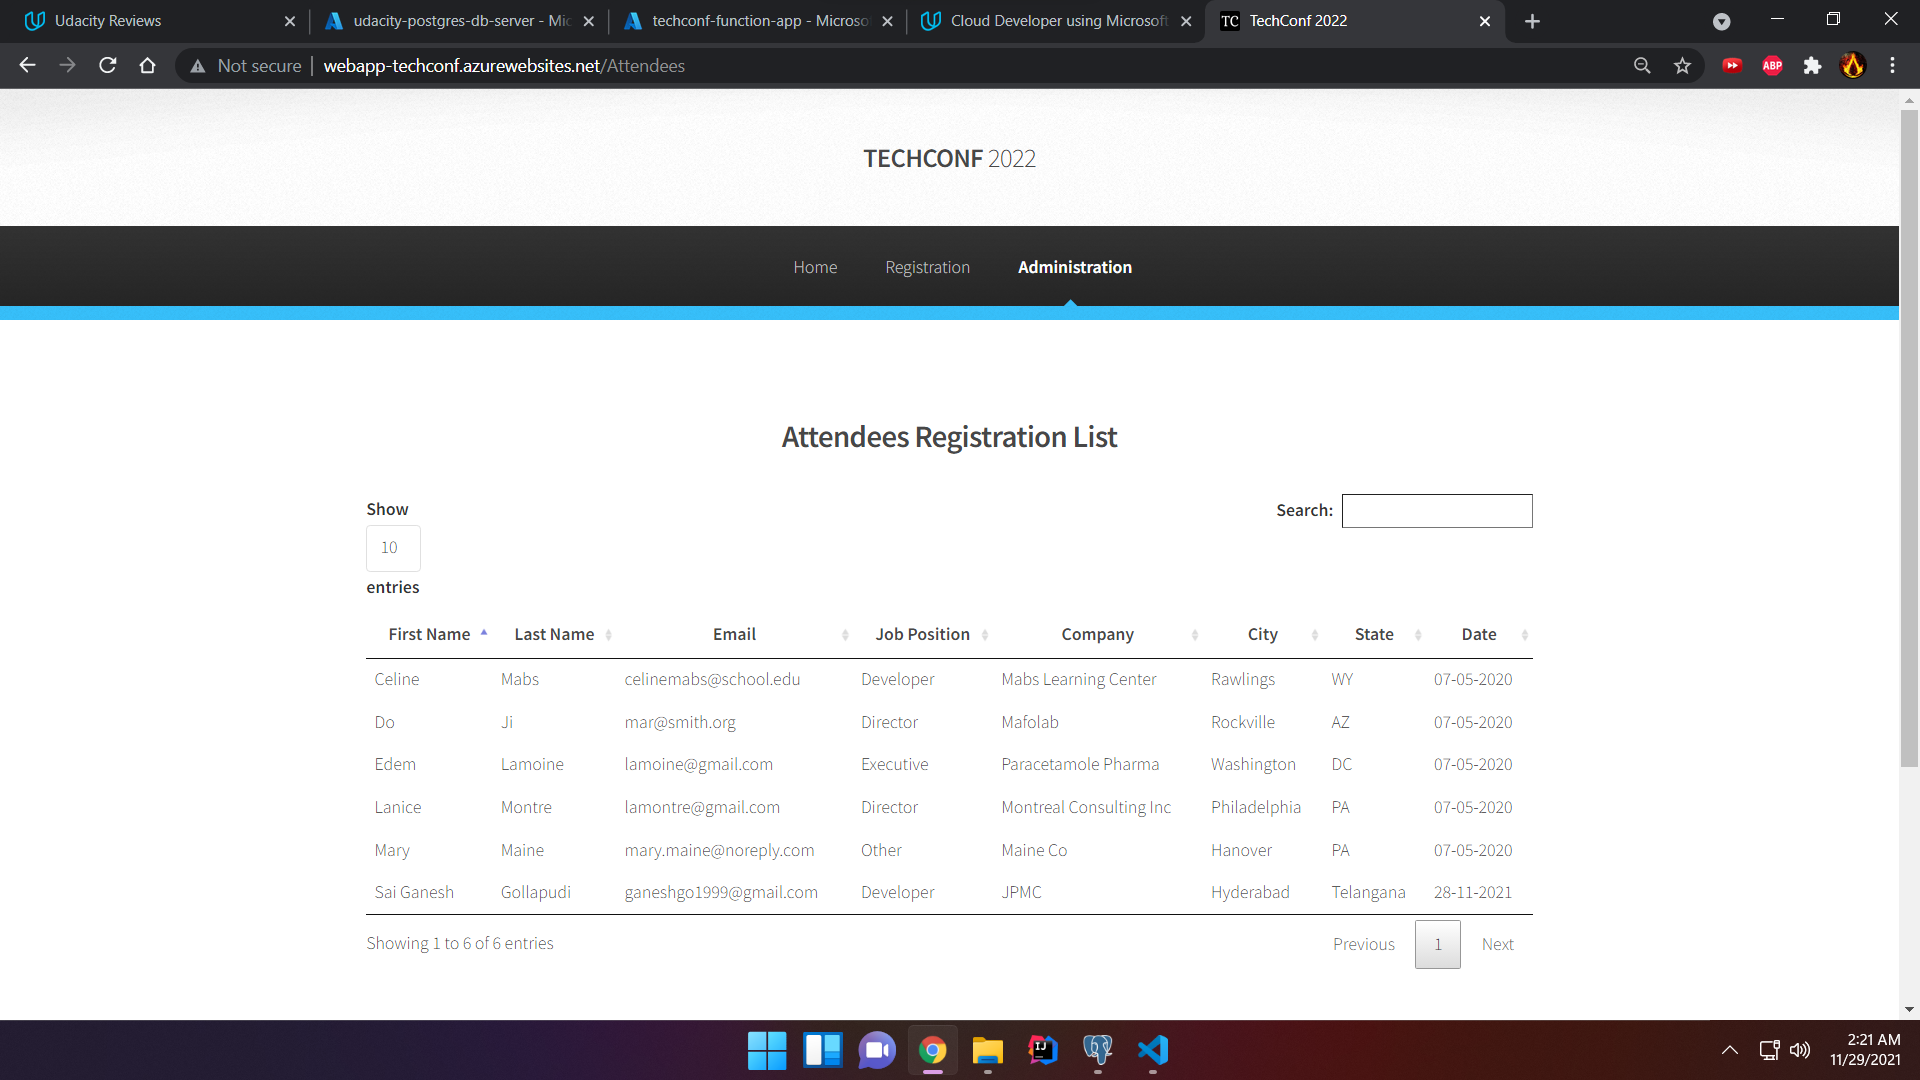 Udacity Reviews
udacity-postgres-db-server - Mic
techconf-function-app - Microso
Cloud Developer using Microsoft
TC TechConf 2022
Not secure | webapp-techconf.azurewebsites.net/Attendees
ABP
TECHCONF 2022
Home Registration Administration
Attendees Registration List
Show
10
entries
Search:
First Name Last Name Email Job Position Company City State Date
Celine Mabs celinemabs@school.edu Developer Mabs Learning Center Rawlings WY 07-05-2020
Do Ji mar@smith.org Director Mafolab Rockville AZ 07-05-2020
Edem Lamoine lamoine@gmail.com Executive Paracetamole Pharma Washington DC 07-05-2020
Lanice Montre lamontre@gmail.com Director Montreal Consulting Inc Philadelphia PA 07-05-2020
Mary Maine mary.maine@noreply.com Other Maine Co Hanover PA 07-05-2020
Sai Ganesh Gollapudi ganeshgo1999@gmail.com Developer JPMC Hyderabad Telangana 28-11-2021
Showing 1 to 6 of 6 entries
Previous 1 Next
IJ
2:21 AM
11/29/2021